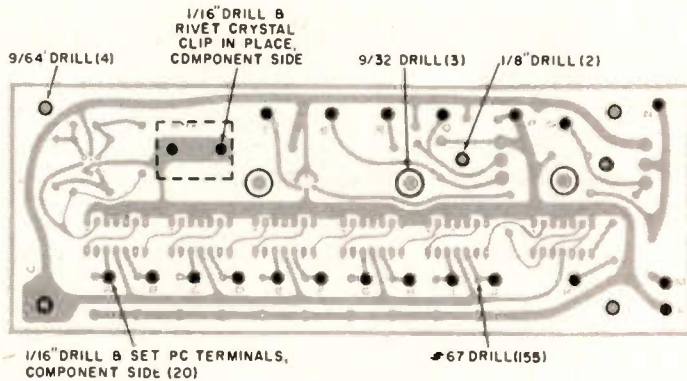 1/16" DRILL &
RIVET CRYSTAL
CLIP IN PLACE,
COMPONENT SIDE
9/64" DRILL (4)
9/32 DRILL (3)
1/8" DRILL (2)
1/16" DRILL & SET PC TERMINALS,
COMPONENT SIDE (20)
#67 DRILL (155)